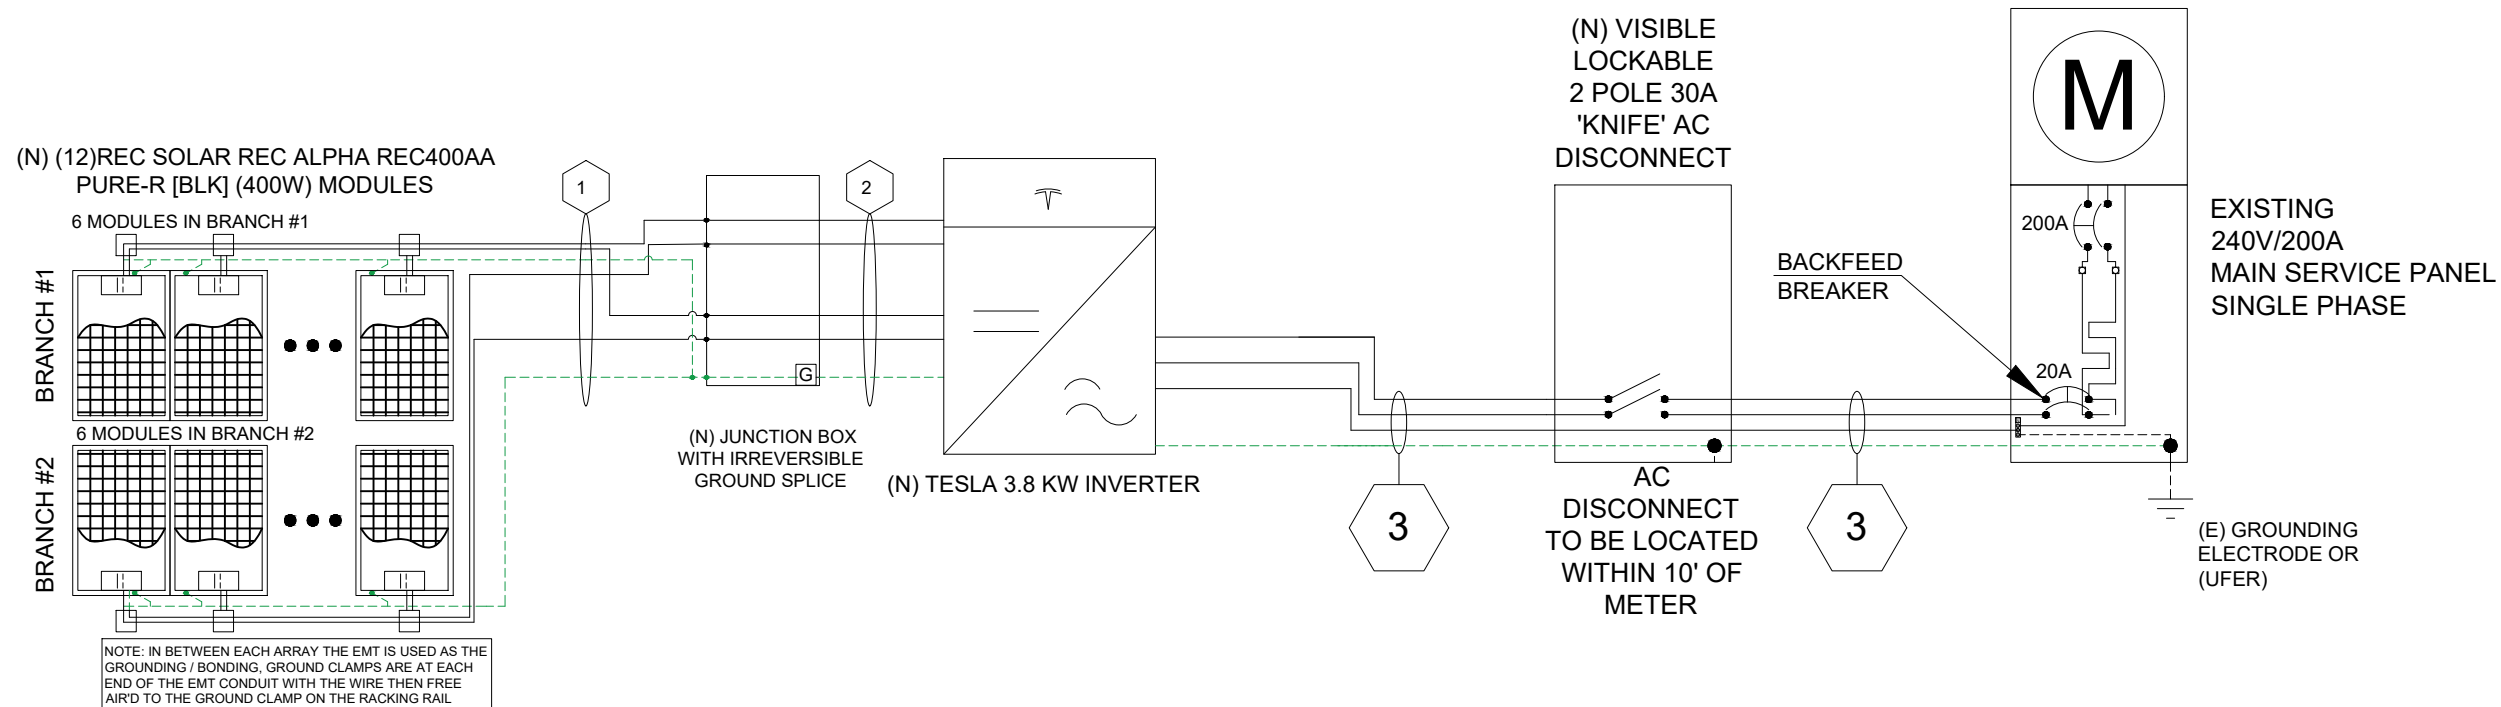 (N) (12)REC SOLAR REC ALPHA REC400AA
PURE-R [BLK] (400W) MODULES
6 MODULES IN BRANCH #1
BRANCH #1
6 MODULES IN BRANCH #2
BRANCH #2
NOTE: IN BETWEEN EACH ARRAY THE EMT IS USED AS THE
GROUNDING / BONDING, GROUND CLAMPS ARE AT EACH
END OF THE EMT CONDUIT WITH THE WIRE THEN FREE
AIR'D TO THE GROUND CLAMP ON THE RACKING RAIL
1
G
(N) JUNCTION BOX
WITH IRREVERSIBLE
GROUND SPLICE
2
(N) TESLA 3.8 KW INVERTER
3
(N) VISIBLE
LOCKABLE
2 POLE 30A
'KNIFE' AC
DISCONNECT
AC
DISCONNECT
TO BE LOCATED
WITHIN 10' OF
METER
3
BACKFEED
BREAKER
M
200A
20A
EXISTING
240V/200A
MAIN SERVICE PANEL
SINGLE PHASE
(E) GROUNDING
ELECTRODE OR
(UFER)